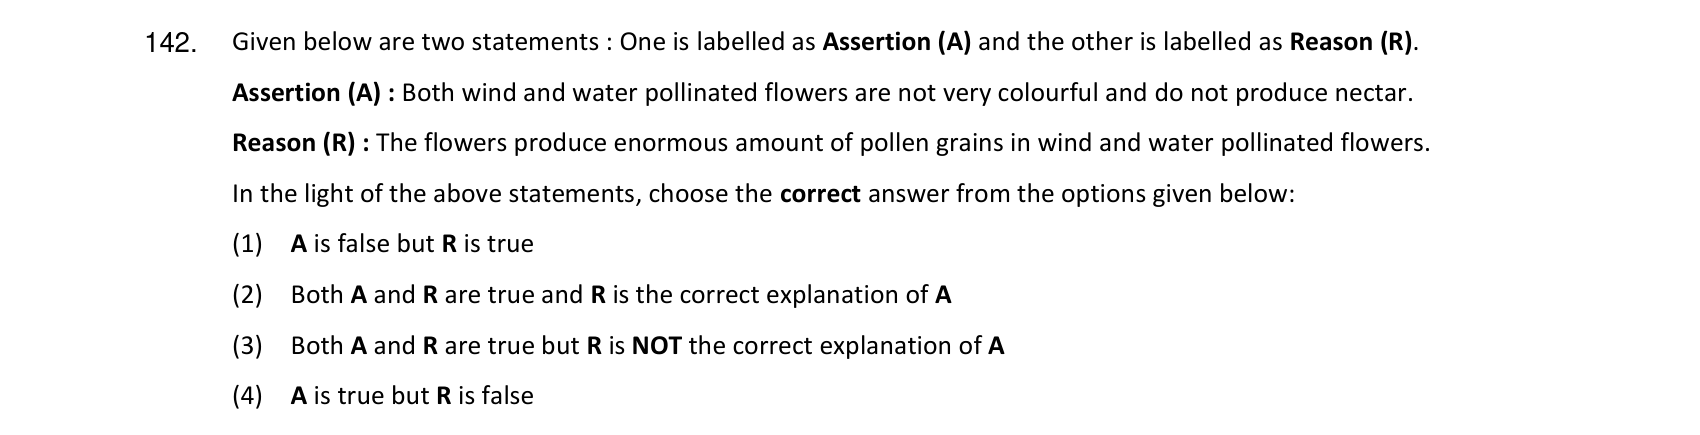 142. Given below are two statements : One is labelled as Assertion (A) and the other is labelled as Reason (R).
Assertion (A) : Both wind and water pollinated flowers are not very colourful and do not produce nectar.
Reason (R) : The flowers produce enormous amount of pollen grains in wind and water pollinated flowers.
In the light of the above statements, choose the correct answer from the options given below:
(1) A is false but R is true
(2) Both A and R are true and R is the correct explanation of A
(3) Both A and R are true but R is NOT the correct explanation of A
(4) A is true but R is false